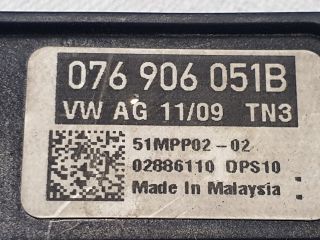 076 906 051B
VW AG 11/09 TN3
51MPP02-02
02886110 DPS10
Made In Malaysia